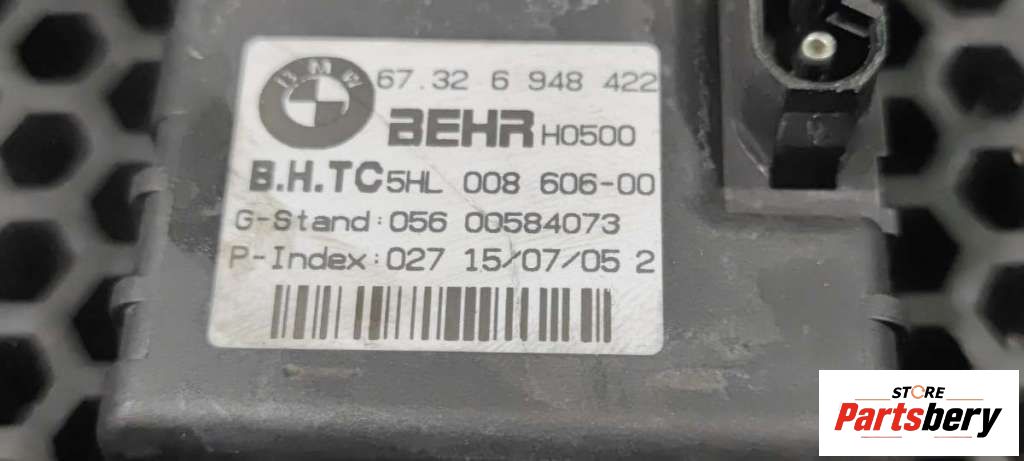 BMW
67.32 6 948 422
BEHR H0500
B.H.TC 5HL 008 606-00
G-Stand:056 00584073
P-Index:027 15/07/05 2
STORE
Partsbery